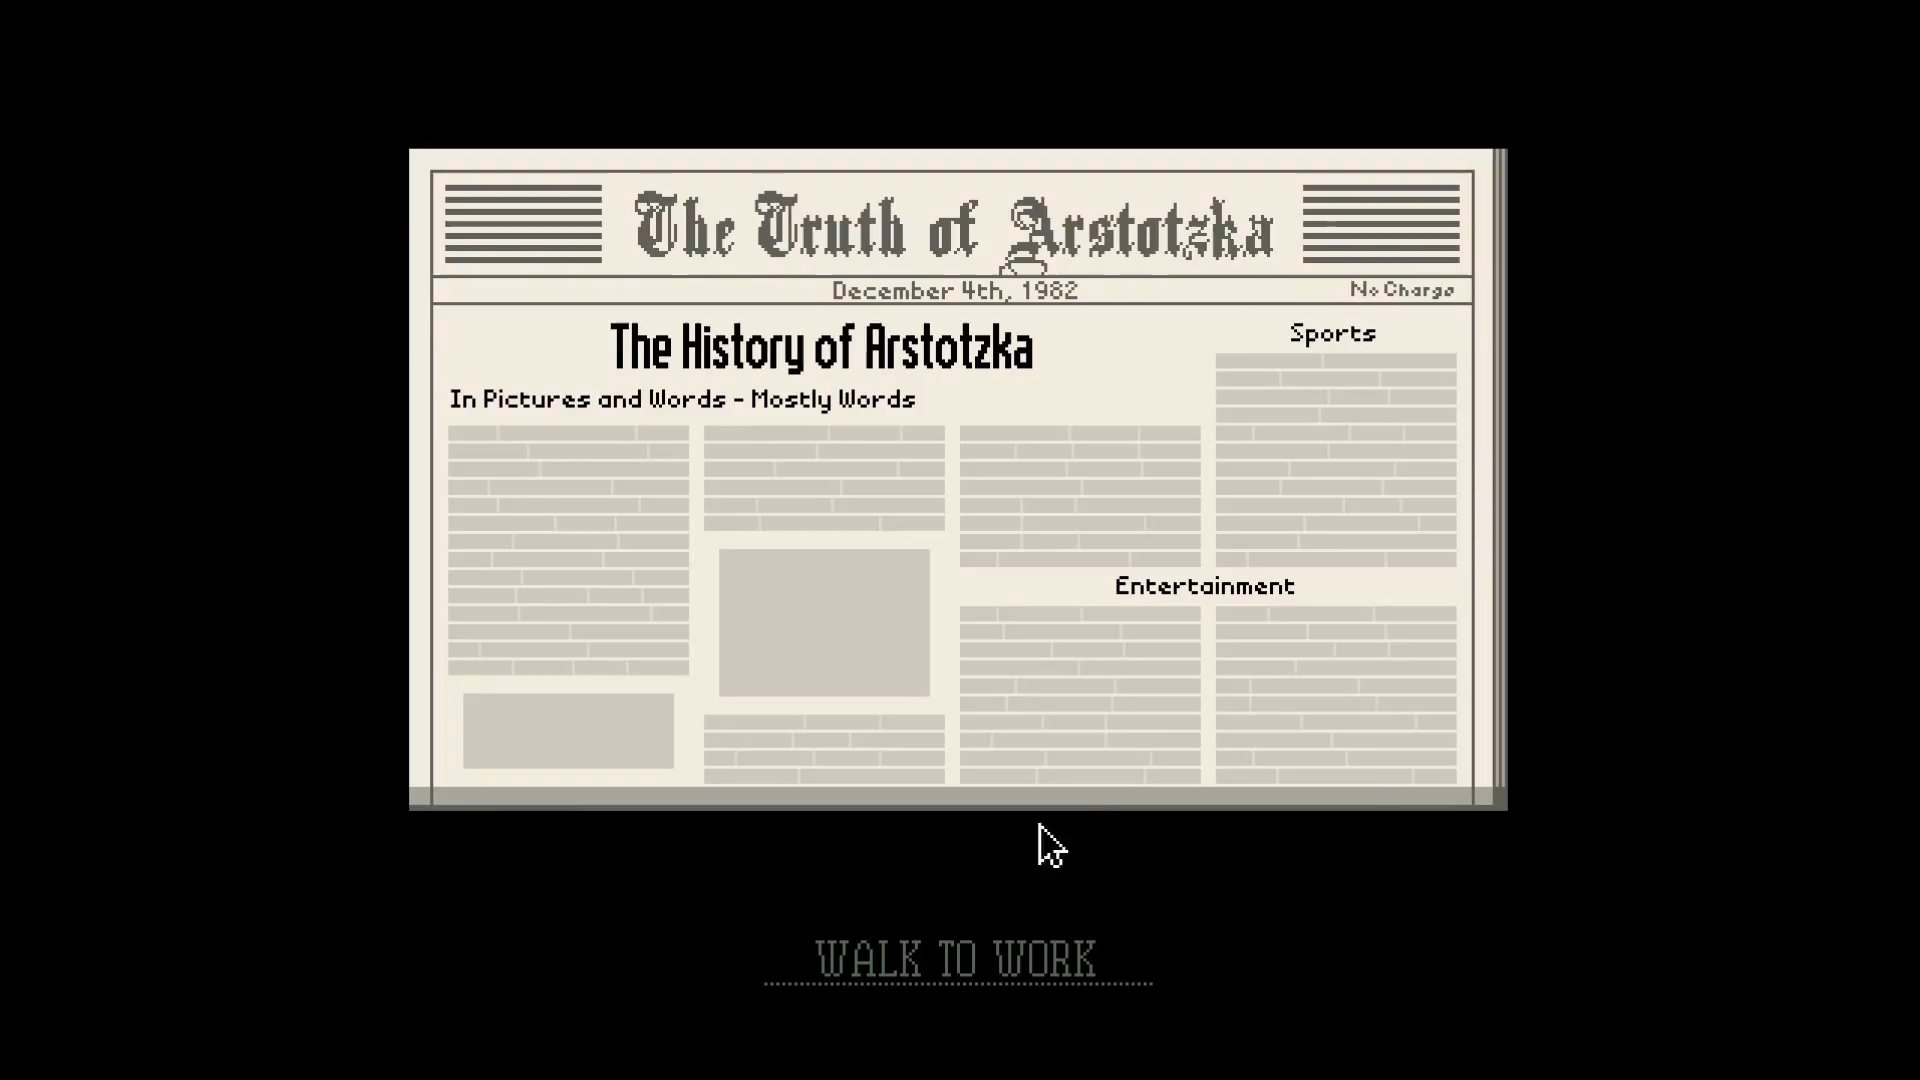 The Truth of Arstotzka
December 4th, 1982
No Charge
The History of Arstotzka
In Pictures and Words - Mostly Words
Sports
Entertainment
WALK TO WORK